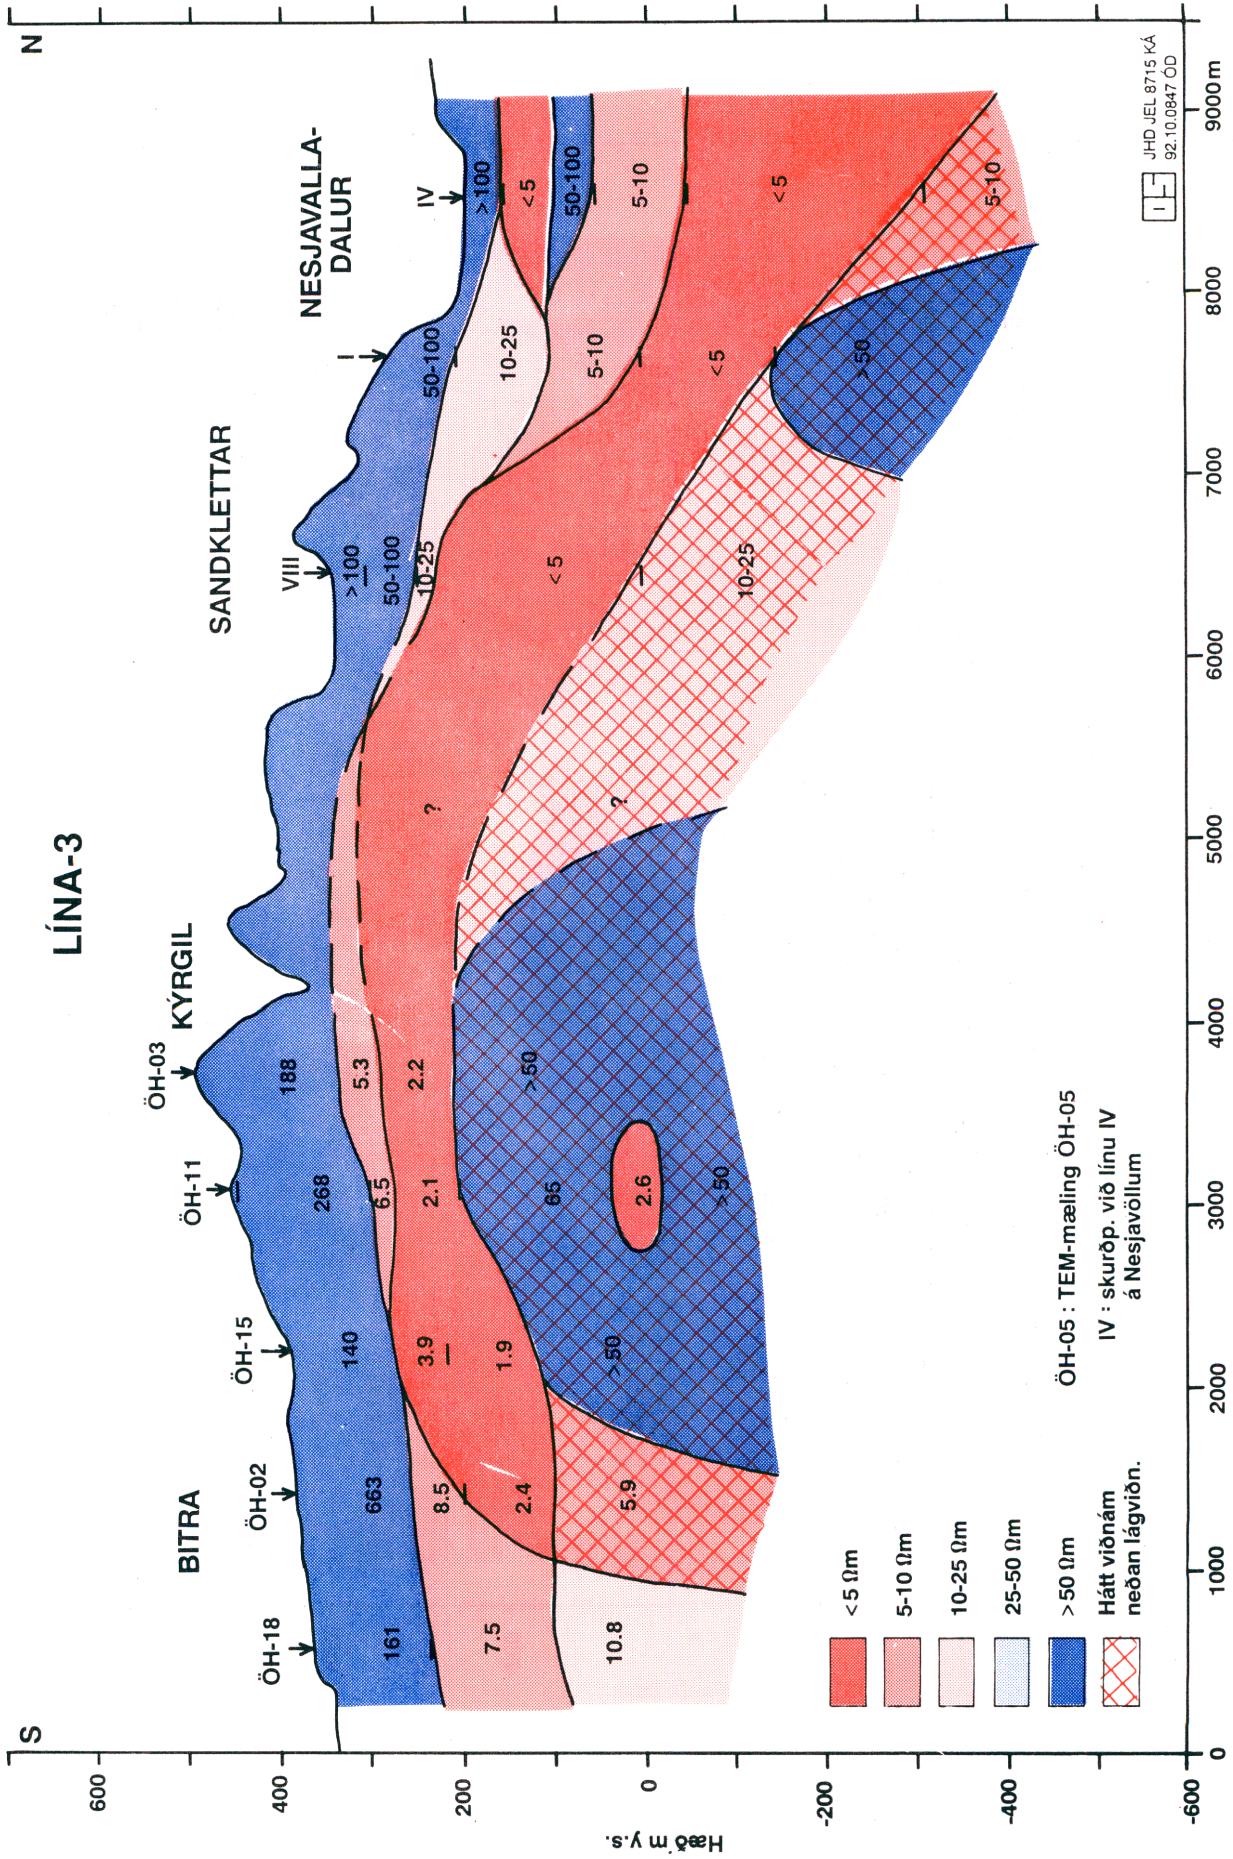 LÍNA-3
S
N
BITRA
KÝRGIL
SANDKLETTAR
NESJAVALLA-
DALUR
ÖH-18
ÖH-02
ÖH-15
ÖH-11
ÖH-03
VIII
I
IV
161
663
140
268
188
>100
50-100
50-100
>100
7.5
8.5
3.9
6.5
5.3
10-25
10-25
<5
50-100
5-10
5-10
2.4
1.9
2.1
2.2
?
<5
<5
<5
10.8
5.9
>50
65
2.6
>50
>50
?
10-25
>50
5-10
600
400
200
0
-200
-400
-600
Hæð m y.s.
0
1000
2000
3000
4000
5000
6000
7000
8000
9000m
<5 Ωm
5-10 Ωm
10-25 Ωm
25-50 Ωm
>50 Ωm
Hátt viðnám
neðan lágviðn.
ÖH-05 : TEM-mæling ÖH-05
IV : skurðp. við línu IV
á Nesjavöllum
JHD JEL 8715 KÁ
92.10.0847 ÓD